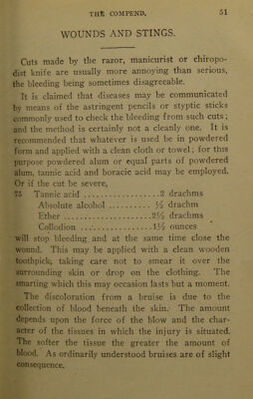 THE COMPEND. 51
WOUNDS AND STINGS.
Cuts made by the razor, manicurist or chiropo-
dist knife are usually more annoying than serious,
the bleeding being sometimes disagreeable.
It is claimed that diseases may be communicated
by means of the astringent pencils or styptic sticks
commonly used to check the bleeding from such cuts;
and the method is certainly not a cleanly one. It is
recommended that whatever is used be in powdered
form and applied with a clean cloth or towel; for this
purpose powdered alum or equal parts of powdered
alum, tannic acid and boracic acid may be employed.
Or if the cut be severe,
75 Tannic acid ................ 2 drachms
Absolute alcohol .......... ½ drachm
Ether ..................... 2½ drachms
Collodion ................. 1½ ounces
will stop bleeding and at the same time close the
wound. This may be applied with a clean wooden
toothpick, taking care not to smear it over the
surrounding skin or drop on the clothing. The
smarting which this may occasion lasts but a moment.
The discoloration from a bruise is due to the
collection of blood beneath the skin. The amount
depends upon the force of the blow and the char-
acter of the tissues in which the injury is situated.
The softer the tissue the greater the amount of
blood. As ordinarily understood bruises are of slight
consequence.